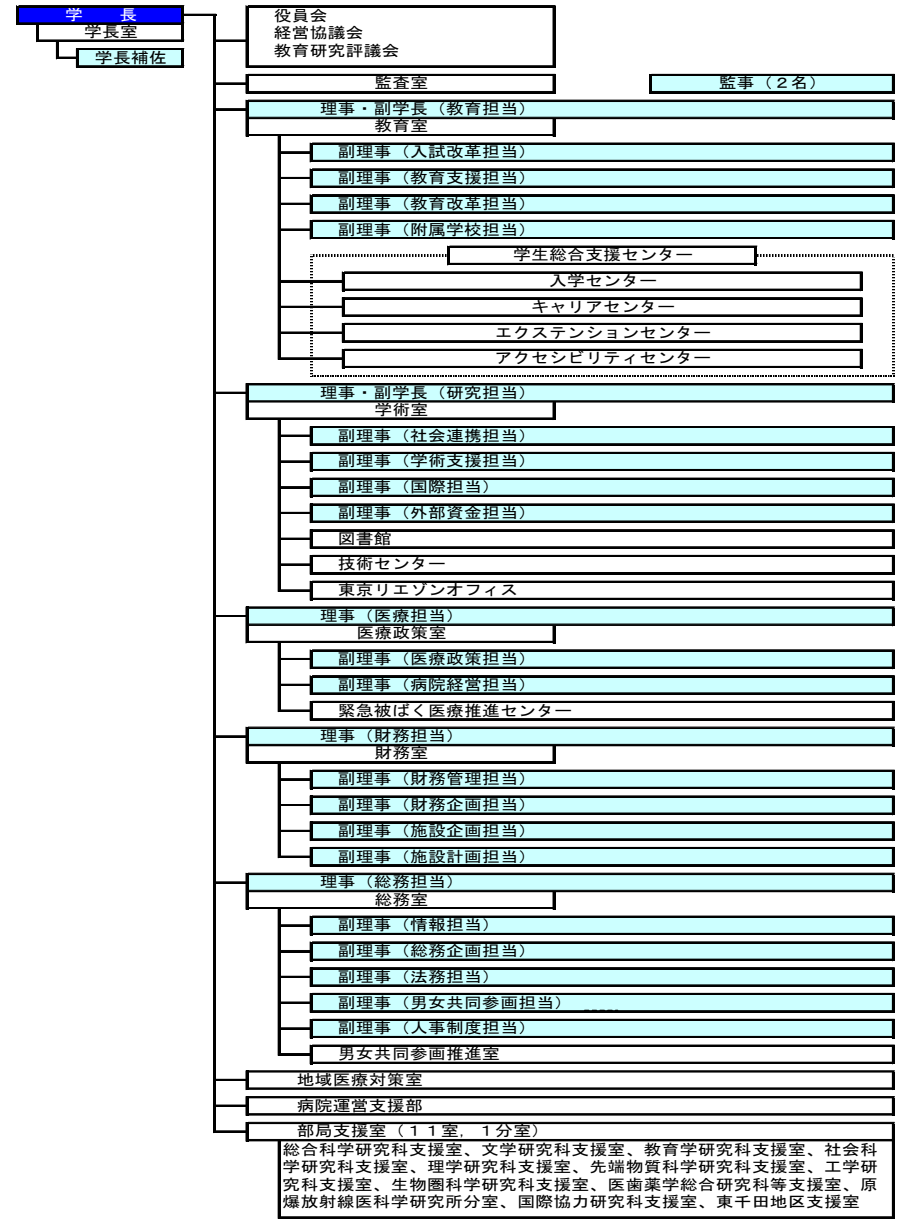 学　長
学長室
学長補佐
役員会
経営協議会
教育研究評議会
監査室
監事（２名）
理事・副学長（教育担当）
教育室
副理事（入試改革担当）
副理事（教育支援担当）
副理事（教育改革担当）
副理事（附属学校担当）
学生総合支援センター
入学センター
キャリアセンター
エクステンションセンター
アクセシビリティセンター
理事・副学長（研究担当）
学術室
副理事（社会連携担当）
副理事（学術支援担当）
副理事（国際担当）
副理事（外部資金担当）
図書館
技術センター
東京リエゾンオフィス
理事（医療担当）
医療政策室
副理事（医療政策担当）
副理事（病院経営担当）
緊急被ばく医療推進センター
理事（財務担当）
財務室
副理事（財務管理担当）
副理事（財務企画担当）
副理事（施設企画担当）
副理事（施設計画担当）
理事（総務担当）
総務室
副理事（情報担当）
副理事（総務企画担当）
副理事（法務担当）
副理事（男女共同参画担当）
副理事（人事制度担当）
男女共同参画推進室
地域医療対策室
病院運営支援部
部局支援室（１１室，１分室）
総合科学研究科支援室、文学研究科支援室、教育学研究科支援室、社会科
学研究科支援室、理学研究科支援室、先端物質科学研究科支援室、工学研
究科支援室、生物圏科学研究科支援室、医歯薬学総合研究科等支援室、原
爆放射線医科学研究所分室、国際協力研究科支援室、東千田地区支援室